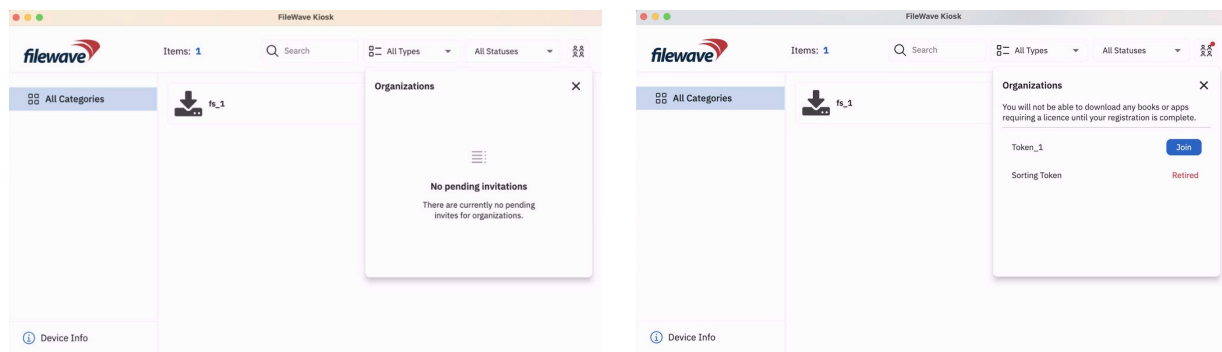 FileWave Kiosk
filewave
Items: 1
Search
All Types
All Statuses
All Categories
fs_1
Organizations
No pending invitations
There are currently no pending
invites for organizations.
Device Info
FileWave Kiosk
filewave
Items: 1
Search
All Types
All Statuses
All Categories
fs_1
Organizations
You will not be able to download any books or apps
requiring a licence until your registration is complete.
Token_1
Join
Sorting Token
Retired
Device Info